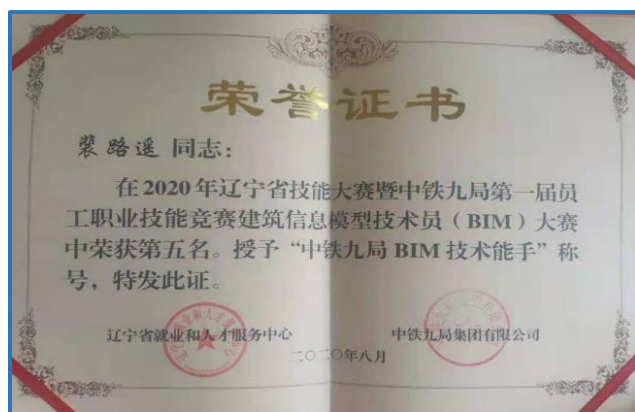 荣誉证书
裴路遥 同志：
在2020年辽宁省技能大赛暨中铁九局第一届员
工职业技能竞赛建筑信息模型技术员（BIM）大赛
中荣获第五名。授予“中铁九局BIM技术能手”称
号，特发此证。
辽宁省就业和人才服务中心 中铁九局集团有限公司
二〇二〇年八月